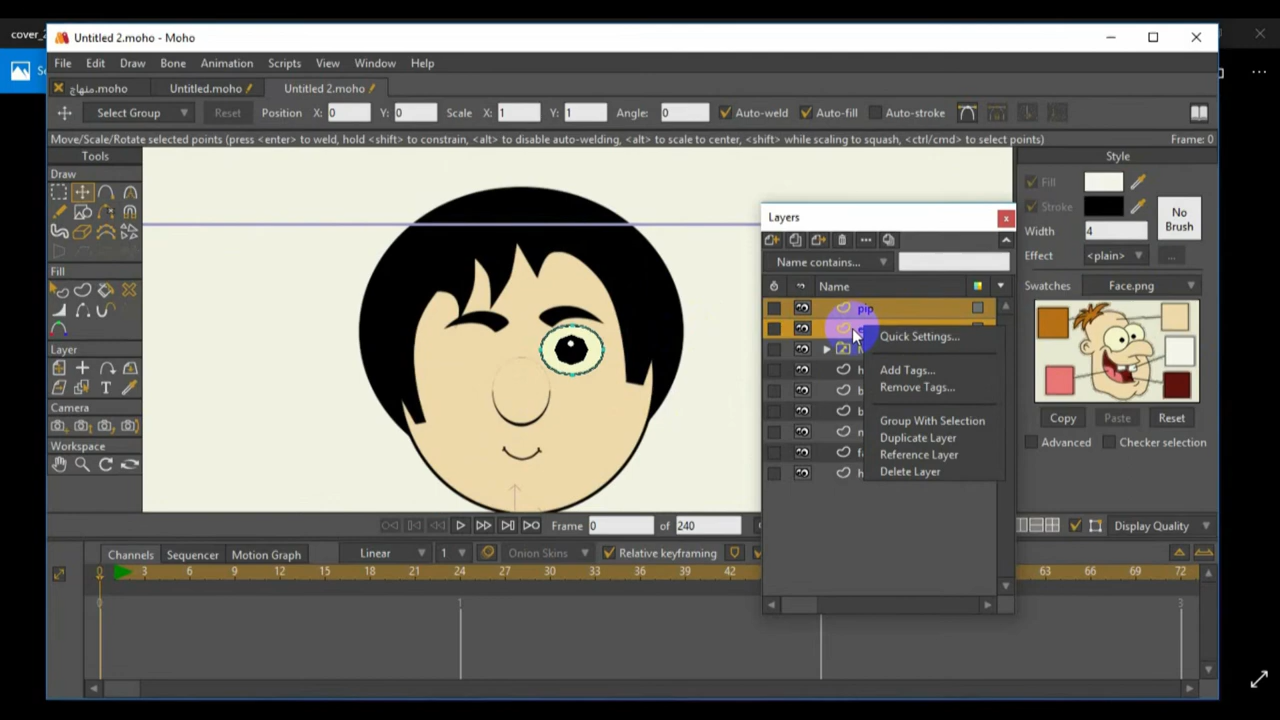 cover_2
Untitled 2.moho - Moho
File Edit Draw Bone Animation Scripts View Window Help
منهاج.moho Untitled.moho Untitled 2.moho
Select Group Reset Position X: 0 Y: 0 Scale X: 1 Y: 1 Angle: 0 Auto-weld Auto-fill Auto-stroke
Move/Scale/Rotate selected points (press <enter> to weld, hold <shift> to constrain, <alt> to disable auto-welding, <alt> to scale to center, <shift> while scaling to squash, <ctrl/cmd> to select points) Frame: 0
Tools
Draw
Fill
Layer
Camera
Workspace
Layers
Name contains...
Name
pip
Quick Settings...
Add Tags...
Remove Tags...
Group With Selection
Duplicate Layer
Reference Layer
Delete Layer
Style
Fill
Stroke
Width 4
No Brush
Effect <plain> ...
Swatches Face.png
Copy Paste Reset
Advanced Checker selection
Frame 0 of 240 Display Quality
Channels Sequencer Motion Graph Linear 1 Onion Skins Relative keyframing
0 3 6 9 12 15 18 21 24 27 30 33 36 39 42 63 66 69 72
0 1 3